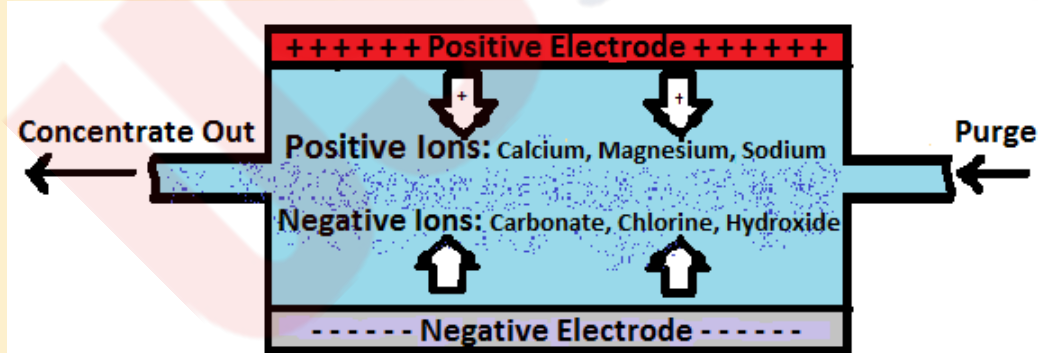 + + + + + + Positive Electrode + + + + + +
+ +
Concentrate Out
Purge
Positive Ions: Calcium, Magnesium, Sodium
Negative Ions: Carbonate, Chlorine, Hydroxide
- - - - - - Negative Electrode - - - - - -